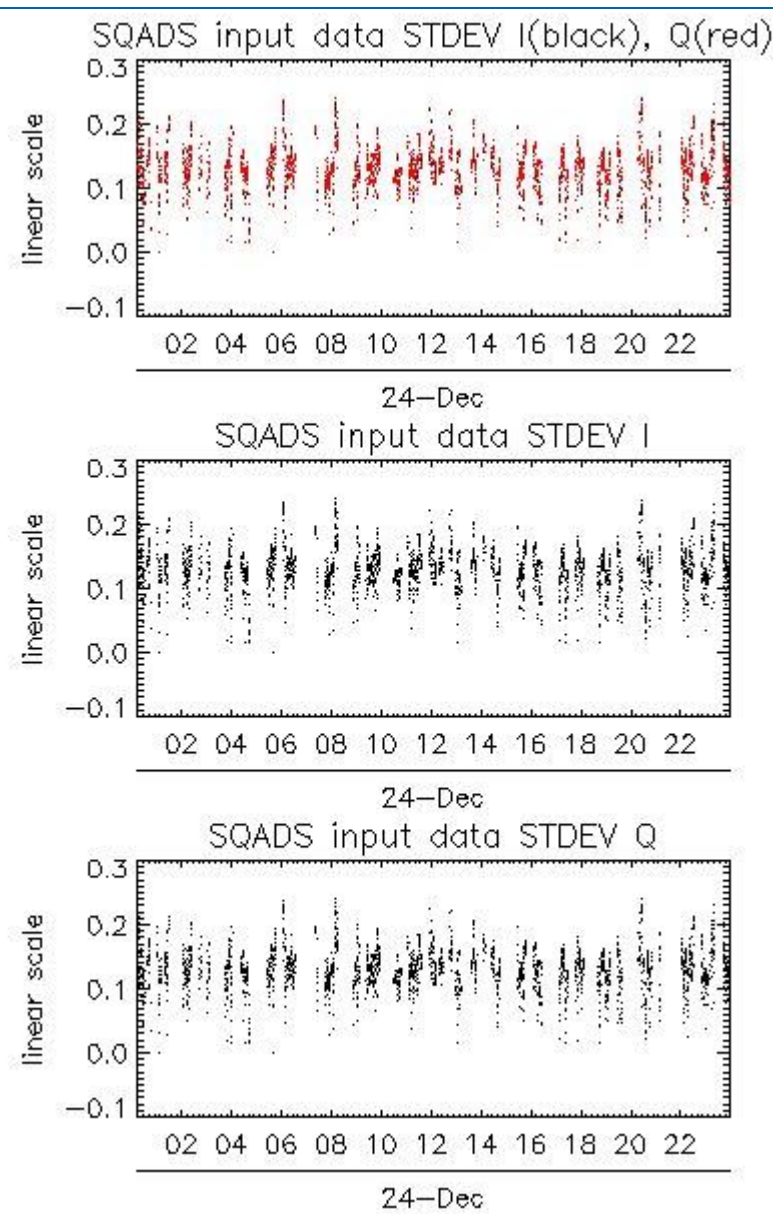 SQADS input data STDEV I(black), Q(red)
0.3
0.2
0.1
0.0
−0.1
linear scale
02 04 06 08 10 12 14 16 18 20 22
24−Dec
SQADS input data STDEV I
0.3
0.2
0.1
0.0
−0.1
linear scale
02 04 06 08 10 12 14 16 18 20 22
24−Dec
SQADS input data STDEV Q
0.3
0.2
0.1
0.0
−0.1
linear scale
02 04 06 08 10 12 14 16 18 20 22
24−Dec